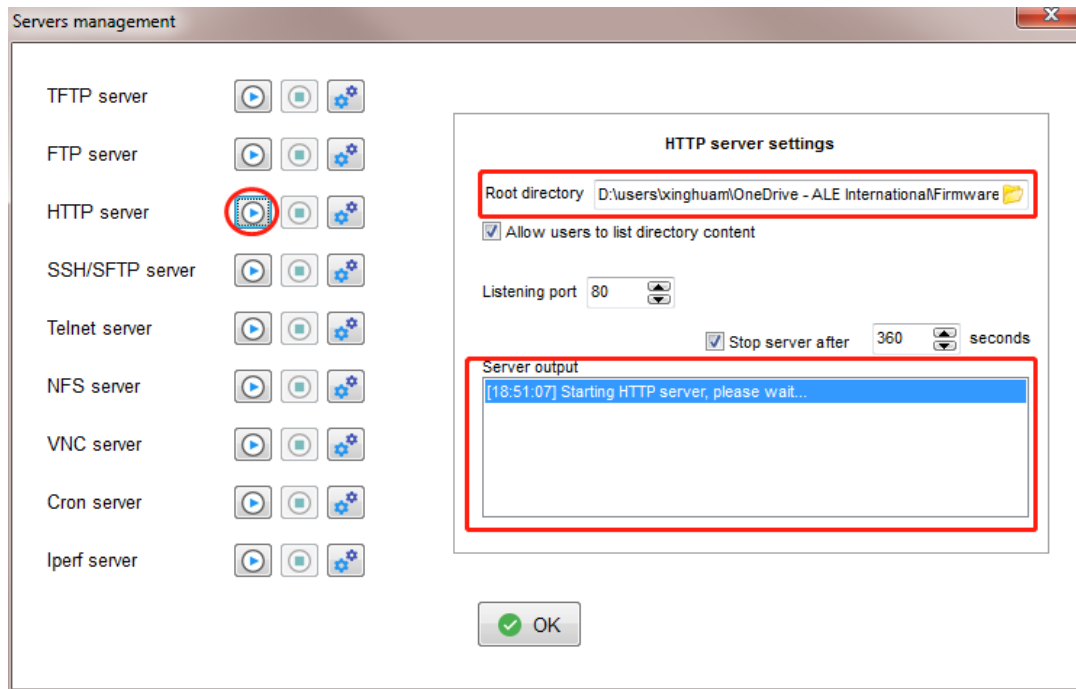 Servers management
TFTP server
FTP server
HTTP server
SSH/SFTP server
Telnet server
NFS server
VNC server
Cron server
Iperf server
HTTP server settings
Root directory D:\users\xinghuam\OneDrive - ALE International\Firmware
Allow users to list directory content
Listening port 80
Stop server after 360 seconds
Server output
[18:51:07] Starting HTTP server, please wait...
OK